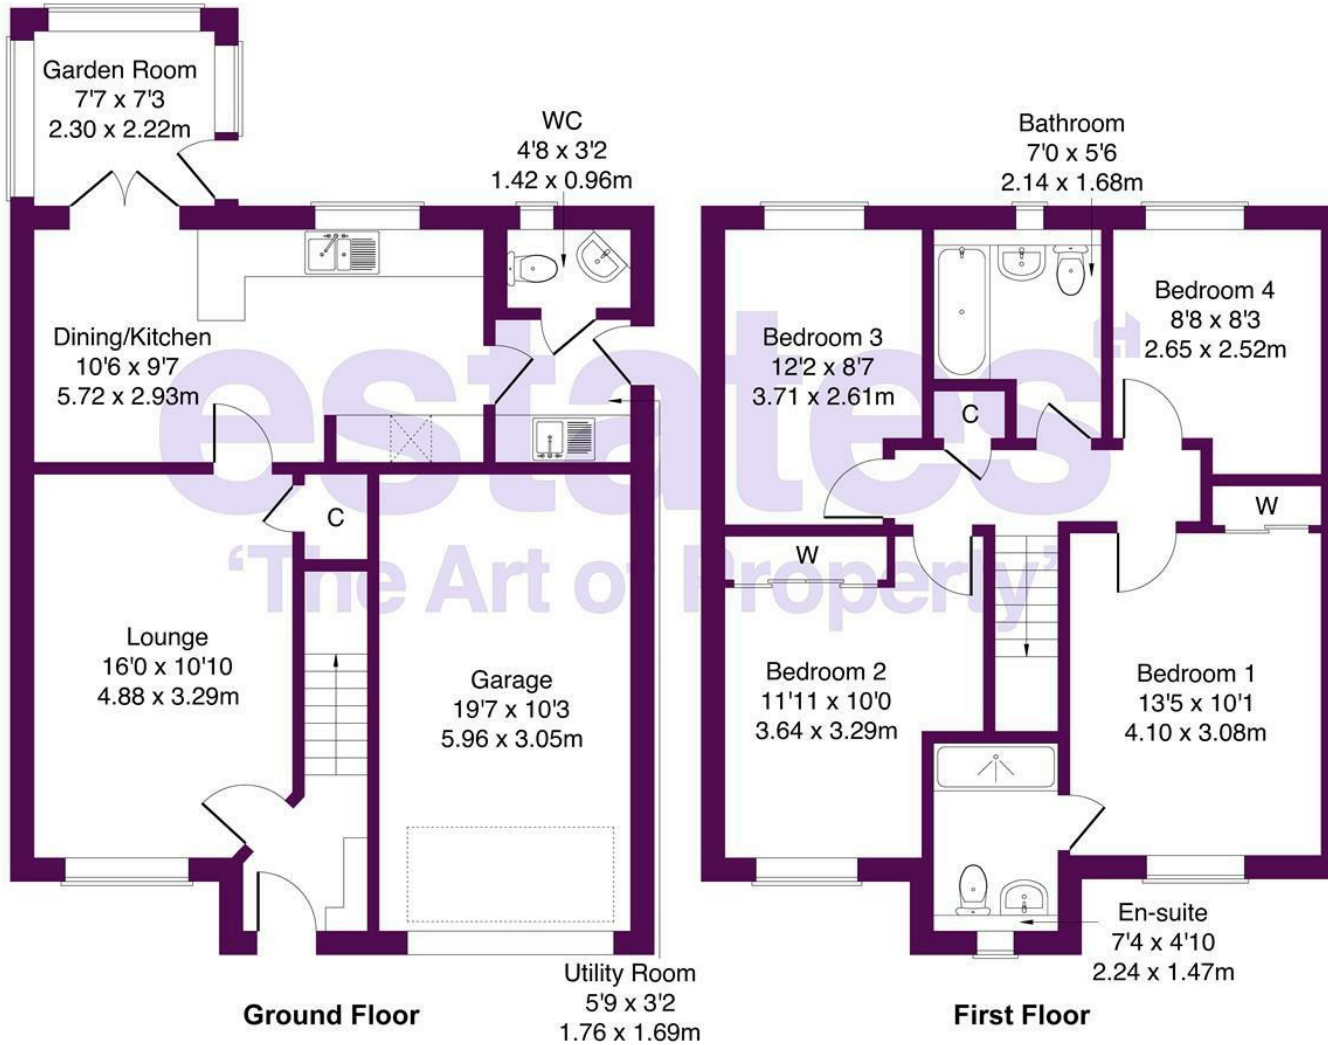 Garden Room
7'7 x 7'3
2.30 x 2.22m
WC
4'8 x 3'2
1.42 x 0.96m
Dining/Kitchen
10'6 x 9'7
5.72 x 2.93m
C
Lounge
16'0 x 10'10
4.88 x 3.29m
Garage
19'7 x 10'3
5.96 x 3.05m
Utility Room
5'9 x 3'2
1.76 x 1.69m
Ground Floor
Bathroom
7'0 x 5'6
2.14 x 1.68m
Bedroom 3
12'2 x 8'7
3.71 x 2.61m
Bedroom 4
8'8 x 8'3
2.65 x 2.52m
C
W
W
Bedroom 2
11'11 x 10'0
3.64 x 3.29m
Bedroom 1
13'5 x 10'1
4.10 x 3.08m
En-suite
7'4 x 4'10
2.24 x 1.47m
First Floor
estates
'The Art of Property'